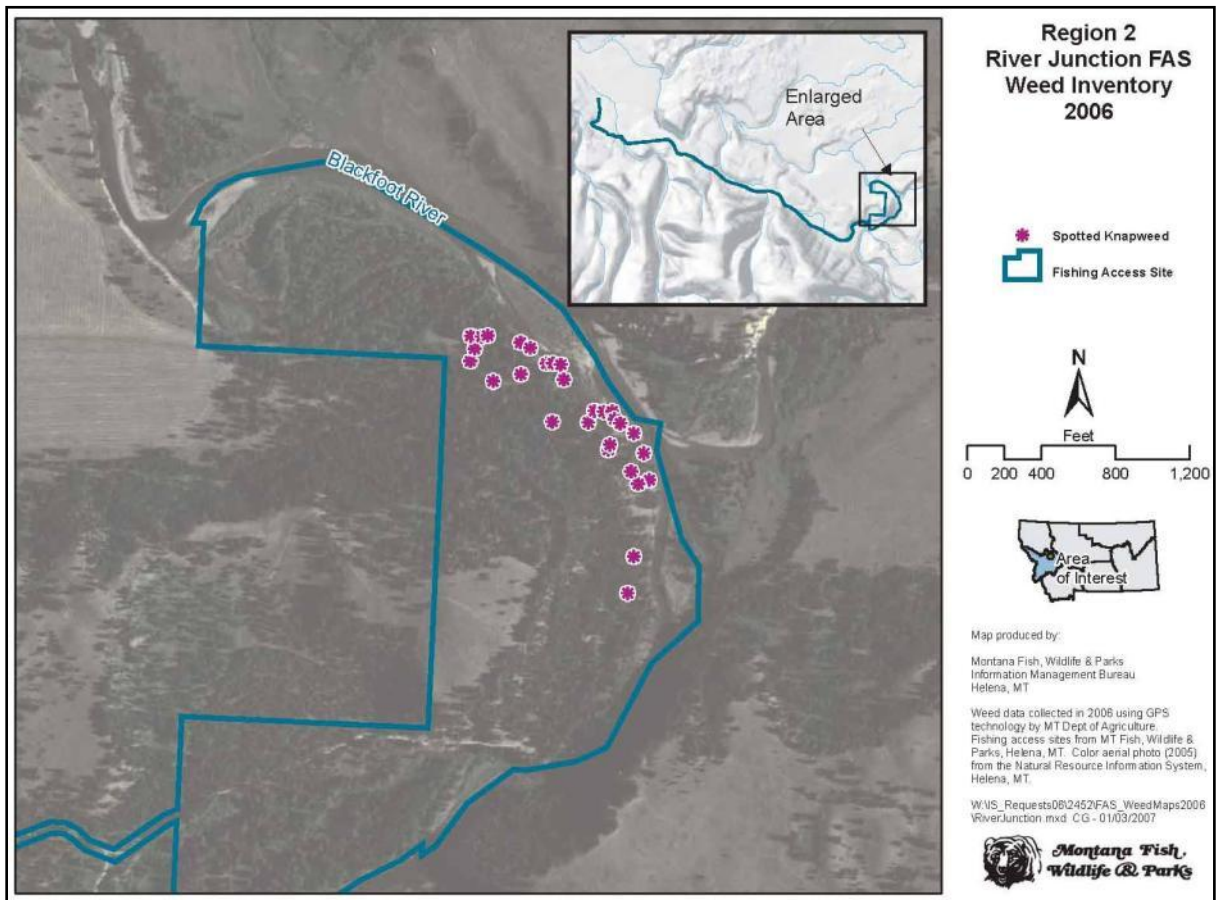 Region 2
River Junction FAS
Weed Inventory
2006
Enlarged
Area
Blackfoot River
Spotted Knapweed
Fishing Access Site
N
Feet
0 200 400 800 1,200
Area
of Interest
Map produced by:
Montana Fish, Wildlife & Parks
Information Management Bureau
Helena, MT
Weed data collected in 2006 using GPS
technology by MT Dept of Agriculture.
Fishing access sites from MT Fish, Wildlife &
Parks, Helena, MT. Color aerial photo (2005)
from the Natural Resource Information System,
Helena, MT.
W:\IS_Requests06\2452\FAS_WeedMaps2006
\RiverJunction.mxd CG - 01/03/2007
Montana Fish,
Wildlife & Parks